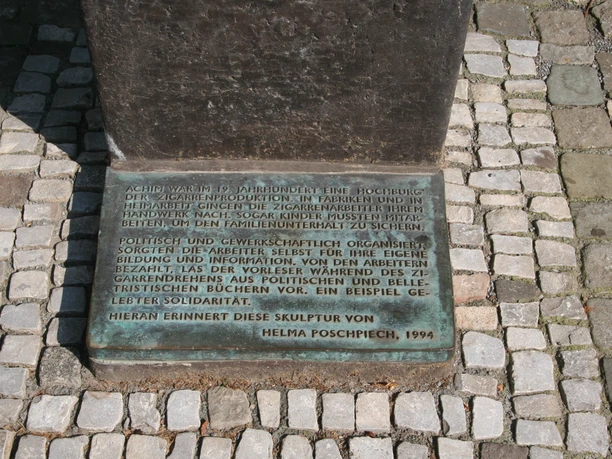 ACHIM WAR IM 19. JAHRHUNDERT EINE HOCHBURG
DER ZIGARRENPRODUKTION. IN FABRIKEN UND IN
HEIMARBEIT GINGEN DIE ZIGARRENARBEITER IHREM
HANDWERK NACH. SOGAR KINDER MUSSTEN MITAR-
BEITEN, UM DEN FAMILIENUNTERHALT ZU SICHERN.
POLITISCH UND GEWERKSCHAFTLICH ORGANISIERT,
SORGTEN DIE ARBEITER SELBST FÜR IHRE EIGENE
BILDUNG UND INFORMATION. VON DEN ARBEITERN
BEZAHLT, LAS DER VORLESER WÄHREND DES ZI-
GARRENDREHENS AUS POLITISCHEN UND BELLE-
TRISTISCHEN BÜCHERN VOR. EIN BEISPIEL GE-
LEBTER SOLIDARITÄT.
HIERAN ERINNERT DIESE SKULPTUR VON
HELMA POSCHPIECH, 1994